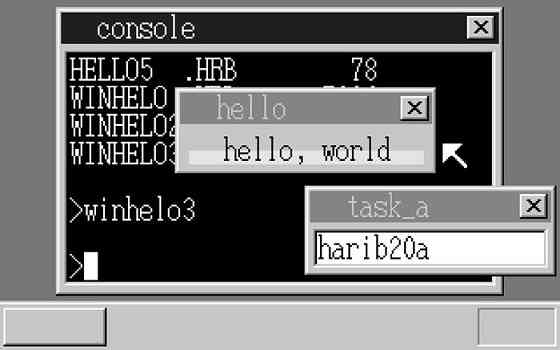 console
HELLO5 .HRB 78
WINHELO
WINHELO2
WINHELO3
hello
hello, world
>winhelo3
task_a
harib20a
>